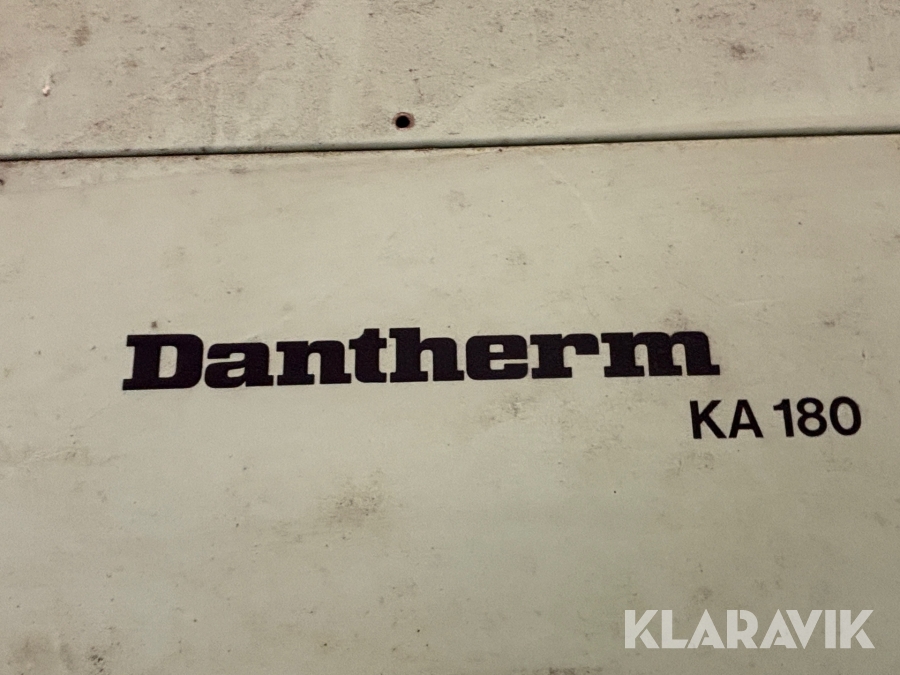 Dantherm
KA 180
KLARAVIK